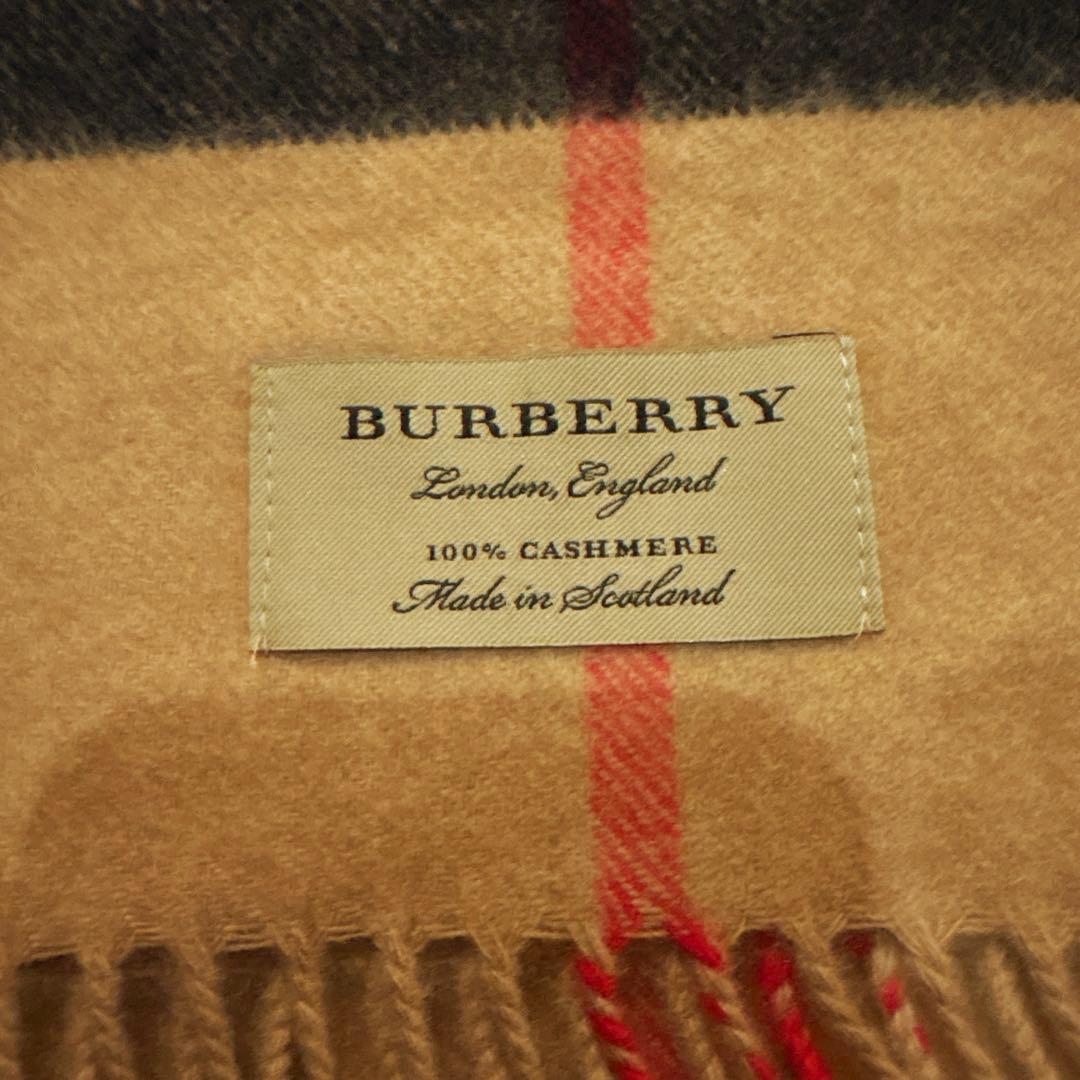 BURBERRY
London, England
100% CASHMERE
Made in Scotland